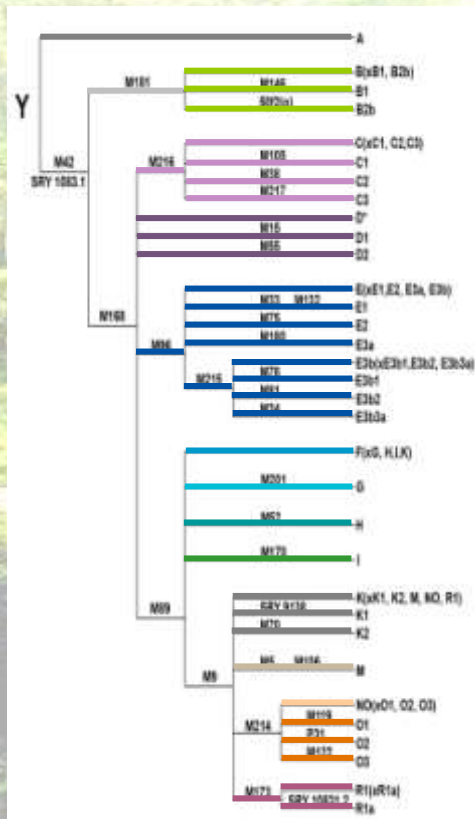 A
B(xB1, B2b)
M181
M146
B1
Y
B2b
M42
SRY 1083.1
C(xC1, C2,C3)
M216
M105
C1
M38
C2
M217
C3
D*
M15
D1
M55
D2
M168
E(xE1,E2, E3a, E3b)
M33 M132
E1
M75
E2
M180
M96
E3a
E3b(xE3b1,E3b2, E3b3a)
M215
M78
E3b1
M81
E3b2
M34
E3b3a
F(xG, H,I,K)
M201
G
M52
H
M170
I
M89
K(xK1, K2, M, NO, R1)
SRY 9138
K1
M70
K2
M5 M106
M
M9
NO(xO1, O2, O3)
M119
O1
M214
P31
O2
M122
O3
M173
R1(xR1a)
SRY 10831.2
R1a